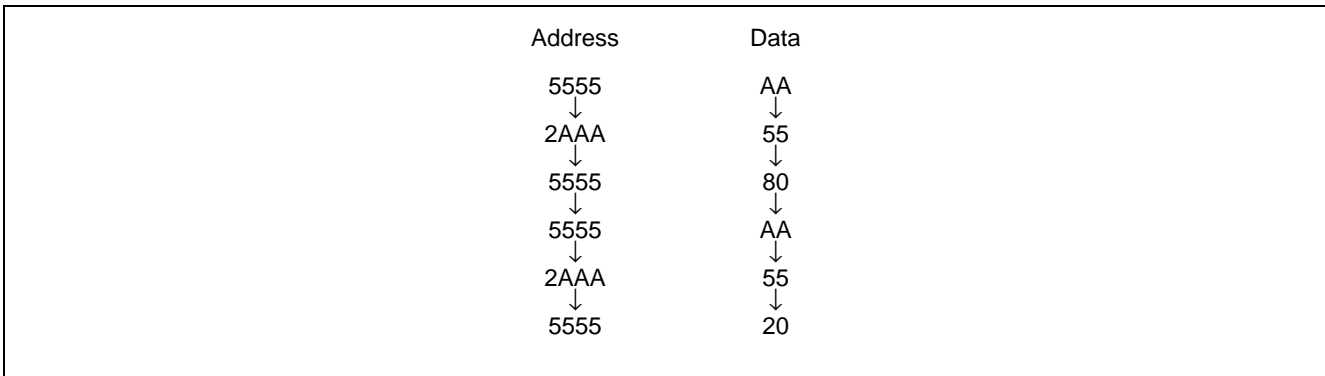 Address Data
5555 AA
↓ ↓
2AAA 55
↓ ↓
5555 80
↓ ↓
5555 AA
↓ ↓
2AAA 55
↓ ↓
5555 20